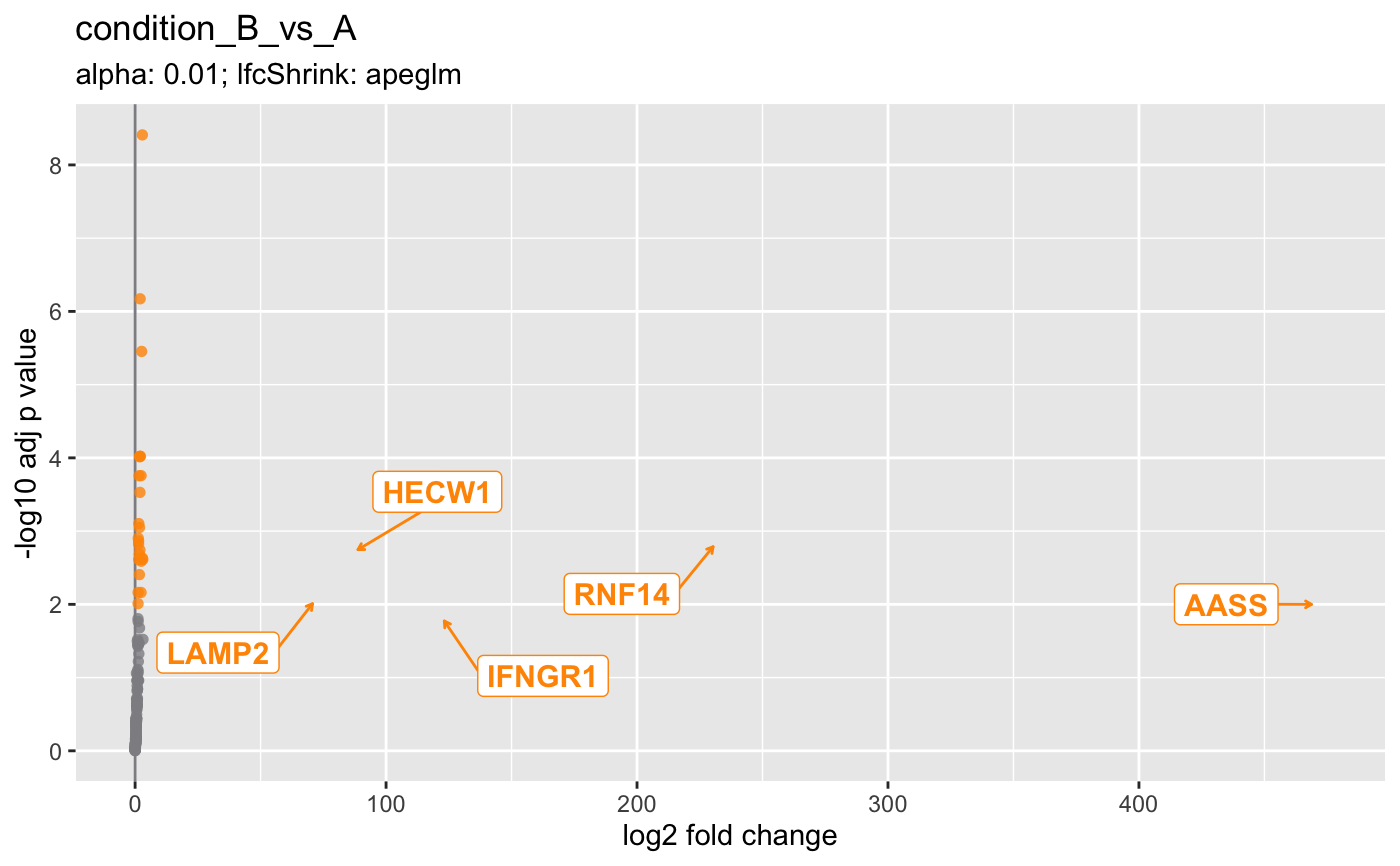 condition_B_vs_A
alpha: 0.01; lfcShrink: apeglm
-log10 adj p value
8
6
4
2
0
HECW1
RNF14
AASS
LAMP2
IFNGR1
0 100 200 300 400
log2 fold change